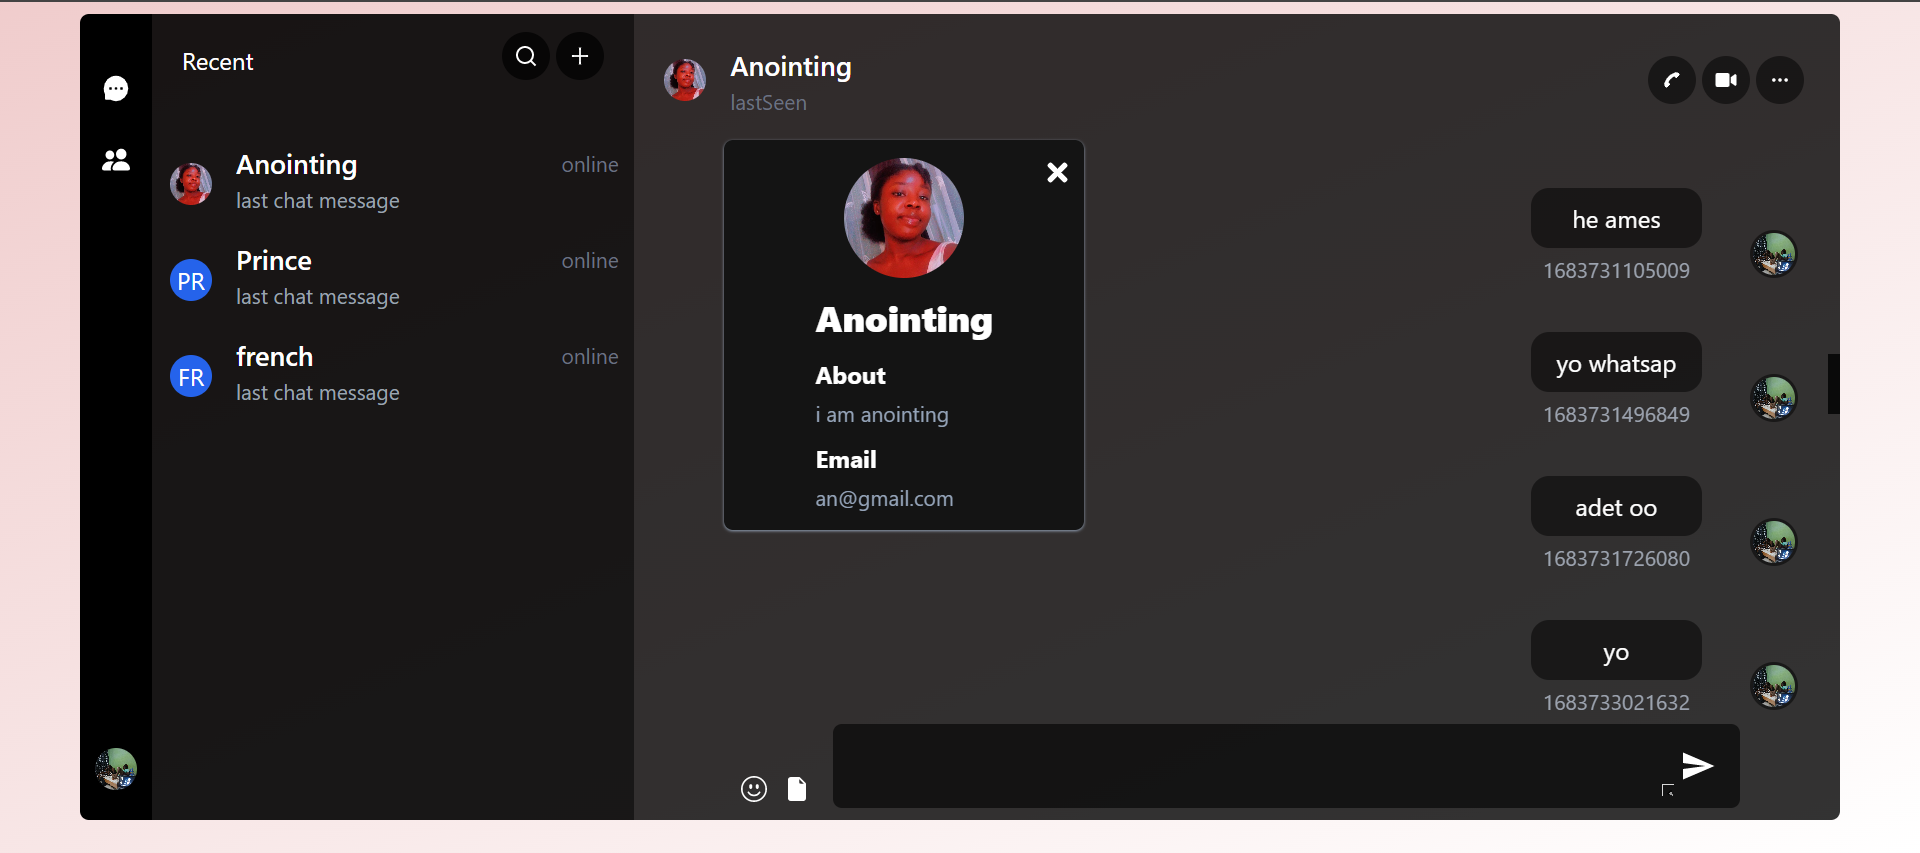 Recent
Anointing
online
last chat message
PR
Prince
online
last chat message
FR
french
online
last chat message
Anointing
lastSeen
Anointing
About
i am anointing
Email
an@gmail.com
he ames
1683731105009
yo whatsap
1683731496849
adet oo
1683731726080
yo
1683733021632